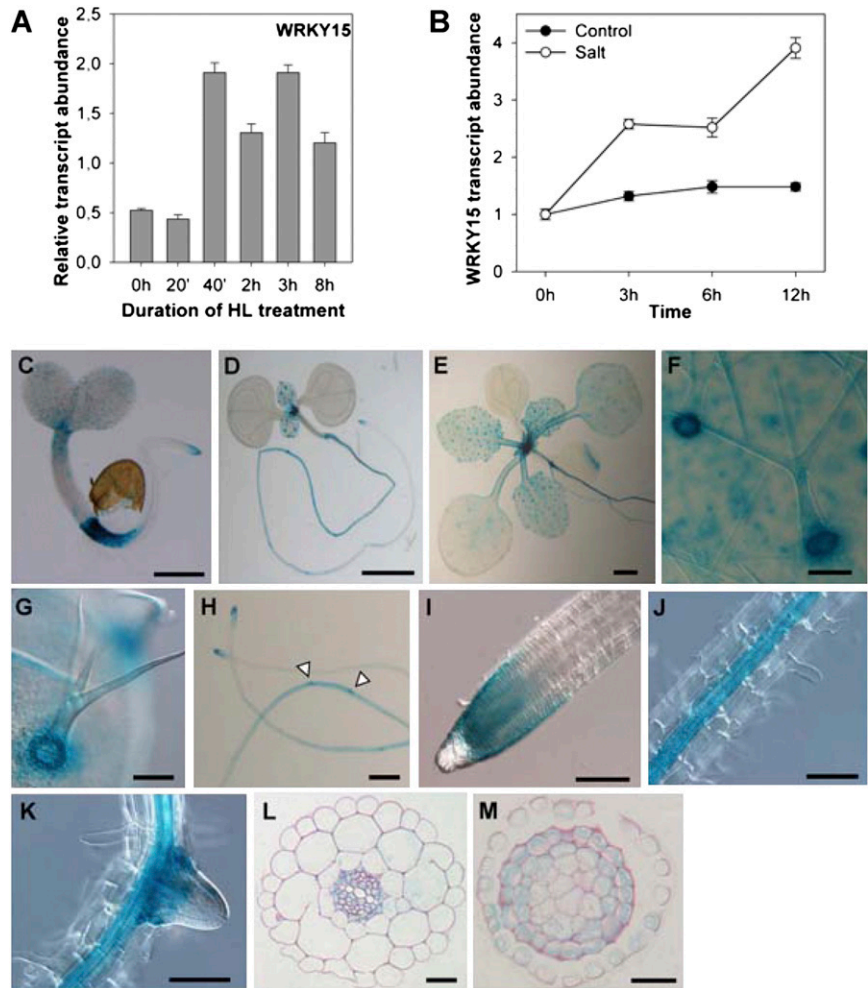 A
WRKY15
Relative transcript abundance
2.5
2.0
1.5
1.0
0.5
0.0
0h 20' 40' 2h 3h 8h
Duration of HL treatment
B
Control
Salt
WRKY15 transcript abundance
4
3
2
1
0
0h 3h 6h 12h
Time
C
D
E
F
G
H
I
J
K
L
M